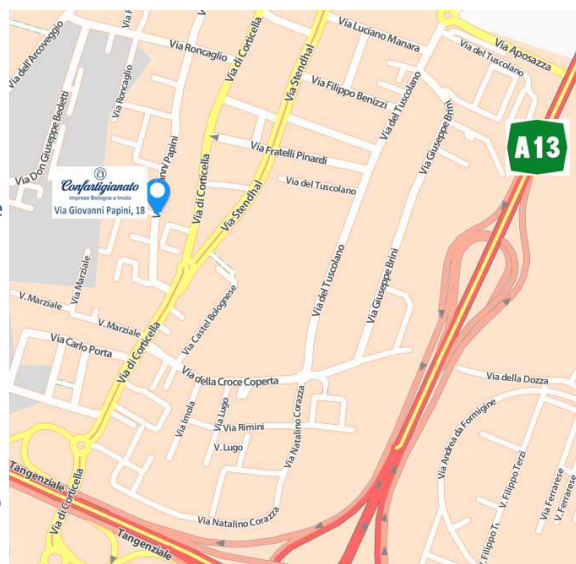 Via Luciano Manara
Via Aposazza
Via Roncaglio
Via del Tuscolano
Via dell'Arcoveggio
Via di Corticella
Via Stendhal
Via Roncaglio
Via Filippo Benizzi
Via Don Giuseppe Bedetti
Via del Tuscolano
Via Giuseppe Brini
A13
Via Fratelli Pinardi
Confartigianato
Imprese Bologna e Imola
Via Giovanni Papini, 18
Via del Tuscolano
Via di Corticella
Via Stendhal
Via Marziale
V. Marziale
V. Marziale
Via Castel Bolognese
Via del Tuscolano
Via Giuseppe Brini
Via Carlo Porta
Via di Corticella
Via della Croce Coperta
Via della Dozza
Via Imola
Via Lugo
Via Rimini
V. Lugo
Via Natalino Corazza
Via Andrea da Formigine
V. Filippo Terzi
Via Ferrarese
V. Ferrarese
Tangenziale
Via di Corticella
Via Natalino Corazza
Tangenziale
V. Filippo T.